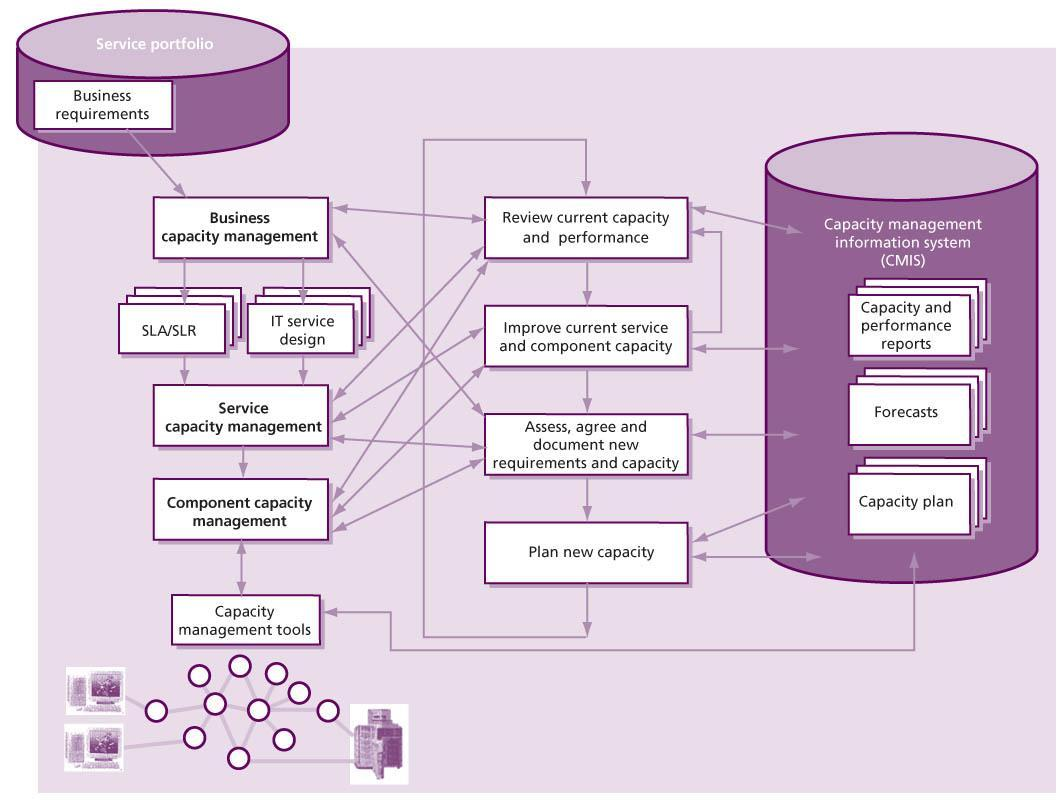 Service portfolio
Business
requirements
Business
capacity management
SLA/SLR
IT service
design
Service
capacity management
Component capacity
management
Capacity
management tools
Review current capacity
and performance
Improve current service
and component capacity
Assess, agree and
document new
requirements and capacity
Plan new capacity
Capacity management
information system
(CMIS)
Capacity and
performance
reports
Forecasts
Capacity plan